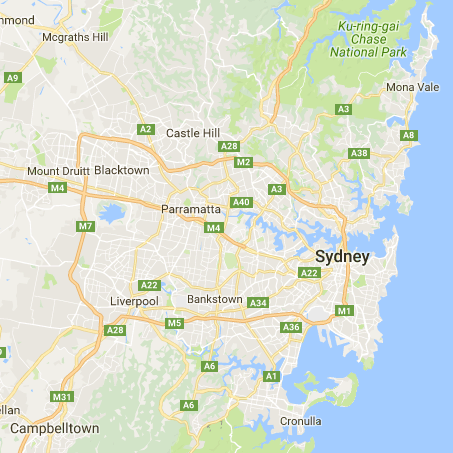 mond
Mcgraths Hill
Ku-ring-gai
Chase
National Park
A9
Mona Vale
A3
A2
A8
Castle Hill
A28
A38
M2
Mount Druitt
Blacktown
M4
A3
A40
Parramatta
M7
M4
Sydney
A22
A22
Liverpool
Bankstown
A34
M1
M5
A28
A36
9
A6
A1
M31
A6
llan
Cronulla
Campbelltown